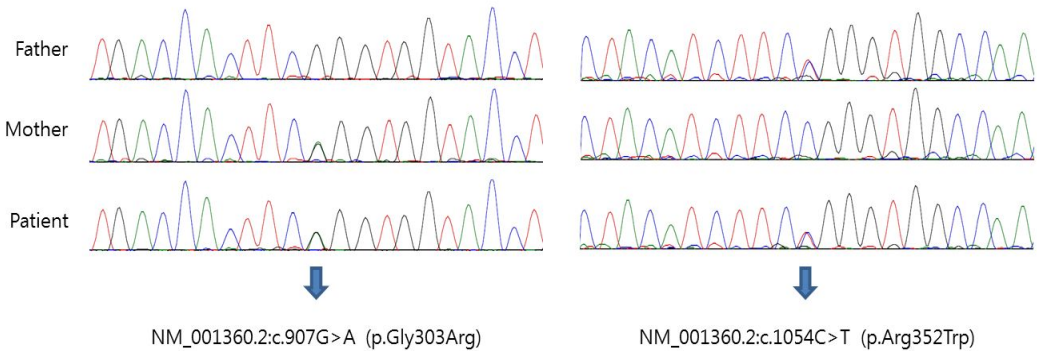 Father
Mother
Patient
NM_001360.2:c.907G>A (p.Gly303Arg)
NM_001360.2:c.1054C>T (p.Arg352Trp)